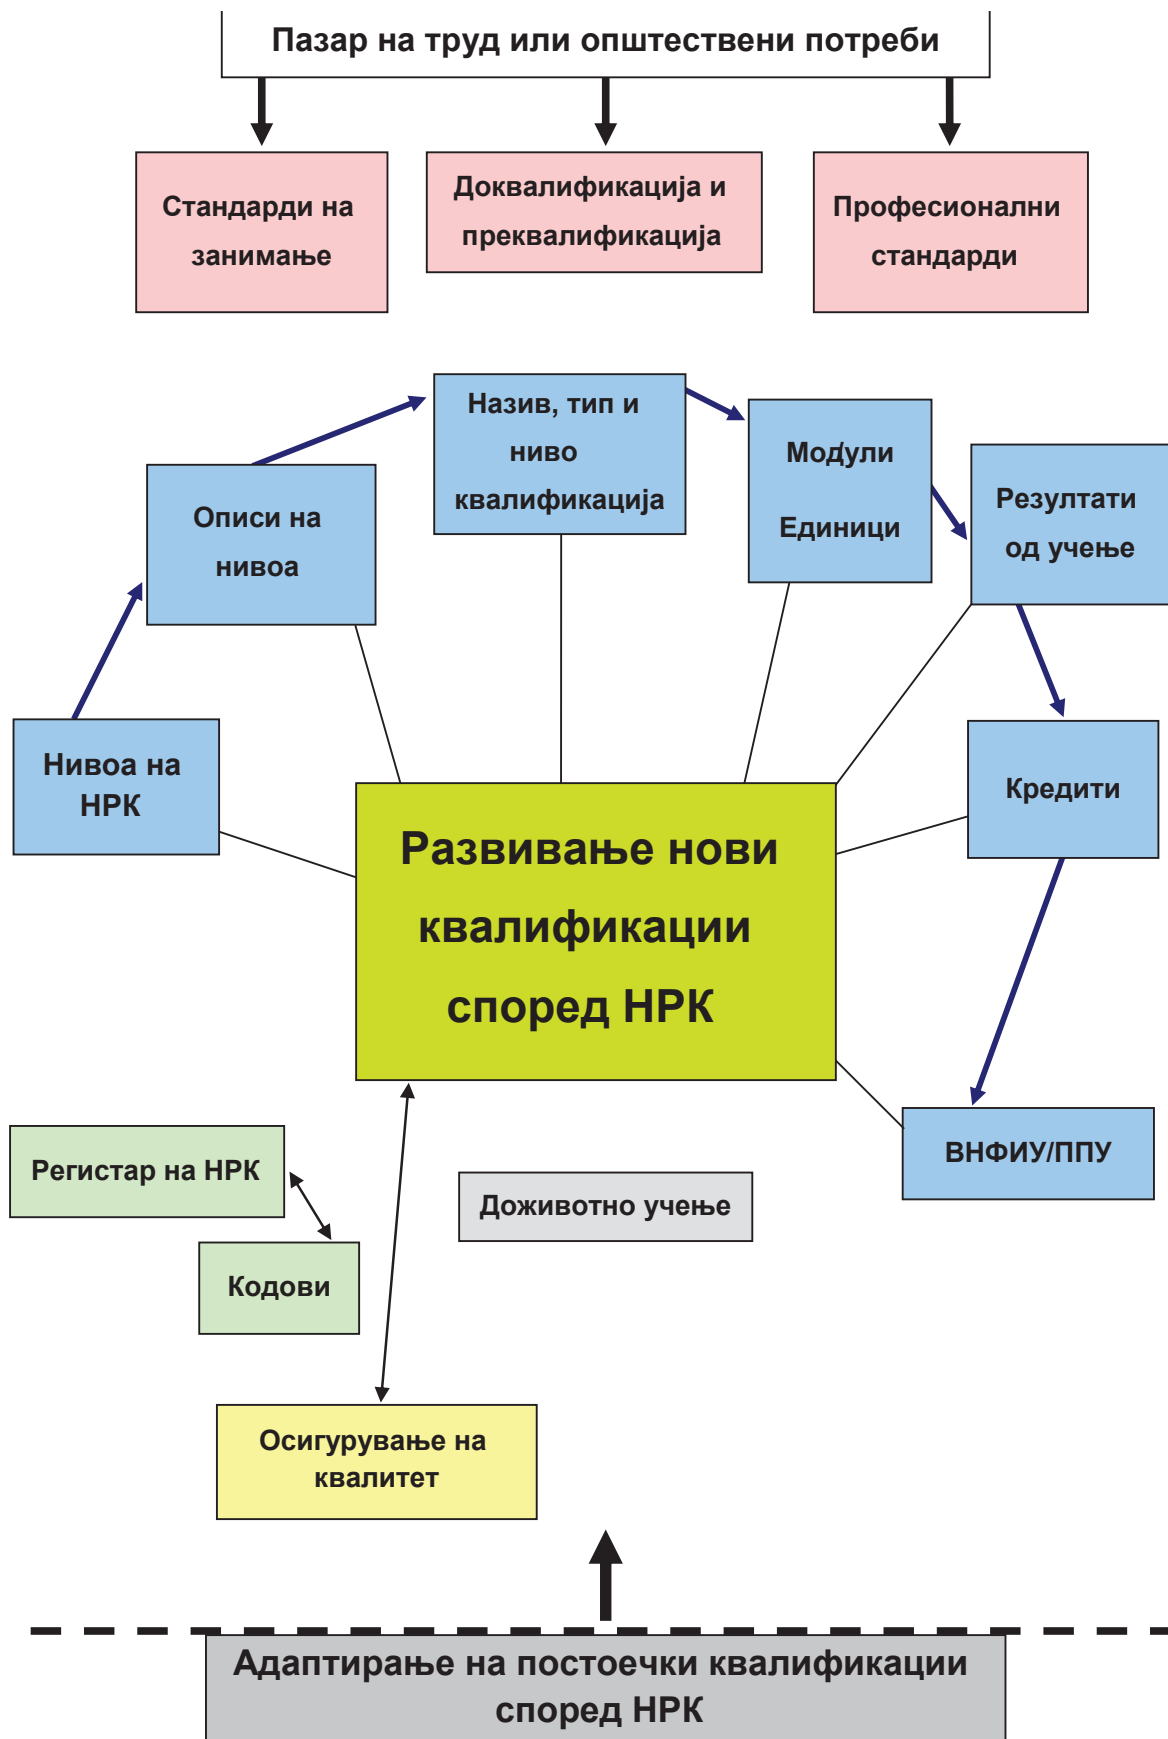 Пазар на труд или општествени потреби
Стандарди на
занимање
Доквалификација и
преквалификација
Професионални
стандарди
Назив, тип и
ниво
квалификација
Модули
Единици
Резултати
од учење
Описи на
нивоа
Нивоа на
НРК
Кредити
Развивање нови
квалификации
според НРК
ВНФИУ/ППУ
Регистар на НРК
Доживотно учење
Кодови
Осигурување на
квалитет
Адаптирање на постоечки квалификации
според НРК